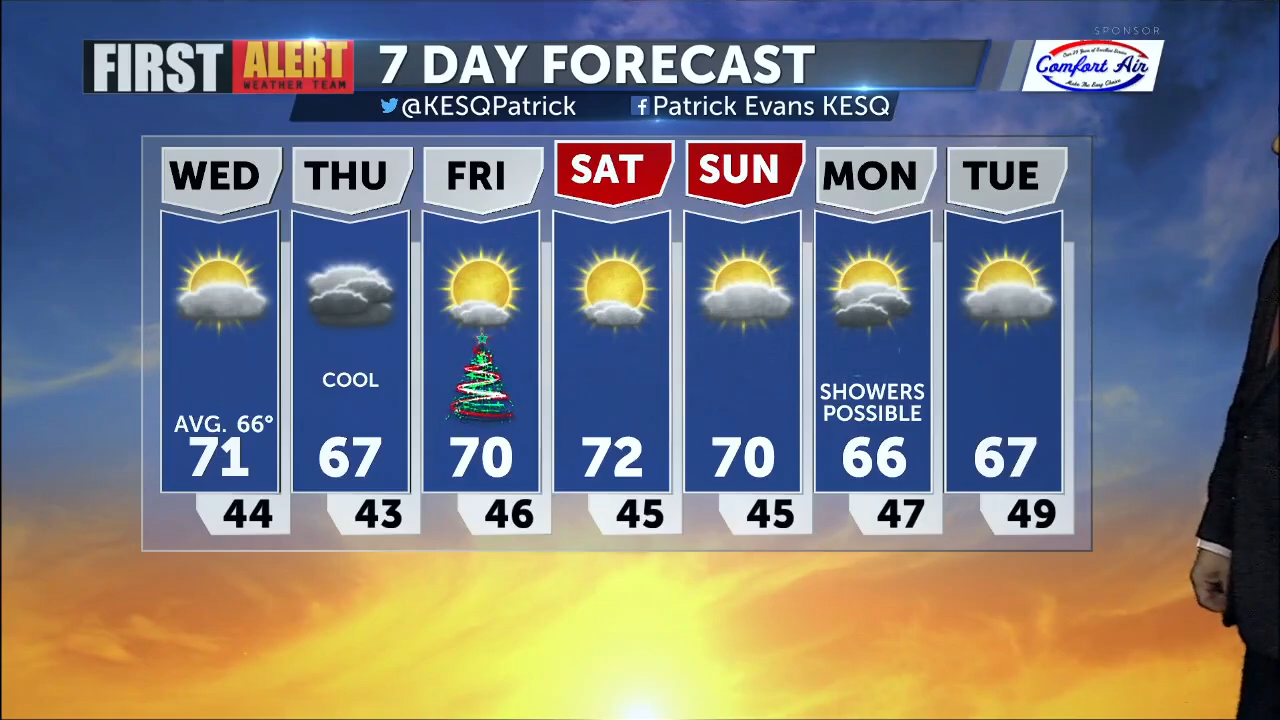 SPONSOR
FIRST ALERT
WEATHER TEAM
7 DAY FORECAST
Comfort Air
@KESQPatrick
Patrick Evans KESQ
WED THU FRI SAT SUN MON TUE
COOL
SHOWERS
POSSIBLE
AVG. 66°
71 67 70 72 70 66 67
44 43 46 45 45 47 49